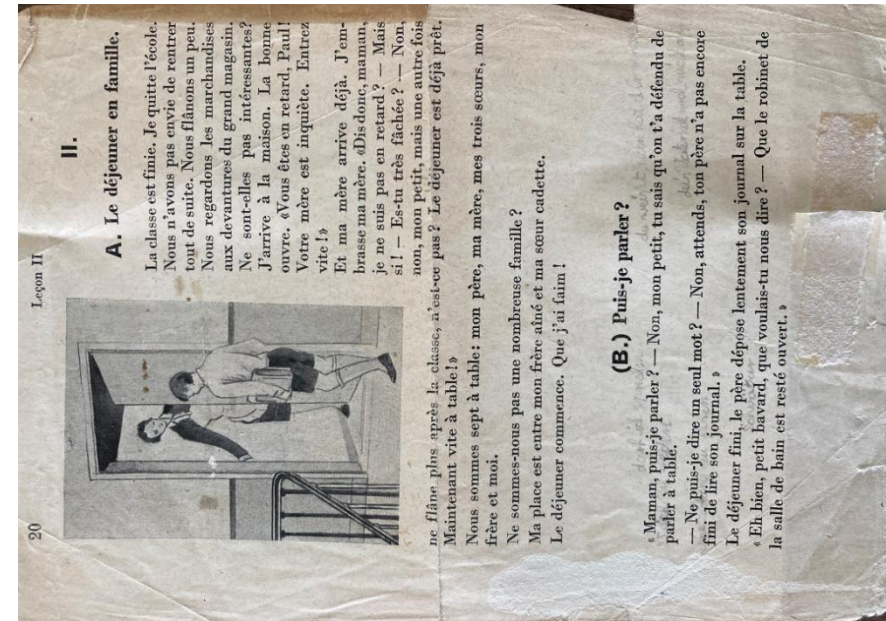 20
Leçon II
II.
A. Le déjeuner en famille.
La classe est finie. Je quitte l'école.
Nous n'avons pas envie de rentrer
tout de suite. Nous flânons un peu.
Nous regardons les marchandises
aux devantures du grand magasin.
Ne sont-elles pas intéressantes?
J'arrive à la maison. La bonne
ouvre. «Vous êtes en retard, Paul!
Votre mère est inquiète. Entrez
vite!»
Et ma mère arrive déjà. J'em-
brasse ma mère. «Dis donc, maman,
je ne suis pas en retard? — Mais
si! — Es-tu très fâchée? — Non,
non, mon petit, mais une autre fois
ne flâne plus après la classe, n'est-ce pas? Le déjeuner est déjà prêt.
Maintenant vite à table!»
Nous sommes sept à table: mon père, ma mère, mes trois sœurs, mon
frère et moi.
Ne sommes-nous pas une nombreuse famille?
Ma place est entre mon frère aîné et ma sœur cadette.
Le déjeuner commence. Que j'ai faim!
(B.) Puis-je parler?
«Maman, puis-je parler? — Non, mon petit, tu sais qu'on t'a défendu de
parler à table.
— Ne puis-je dire un seul mot? — Non, attends, ton père n'a pas encore
fini de lire son journal.»
Le déjeuner fini, le père dépose lentement son journal sur la table.
«Eh bien, petit bavard, que voulais-tu nous dire? — Que le robinet de
la salle de bain est resté ouvert.»